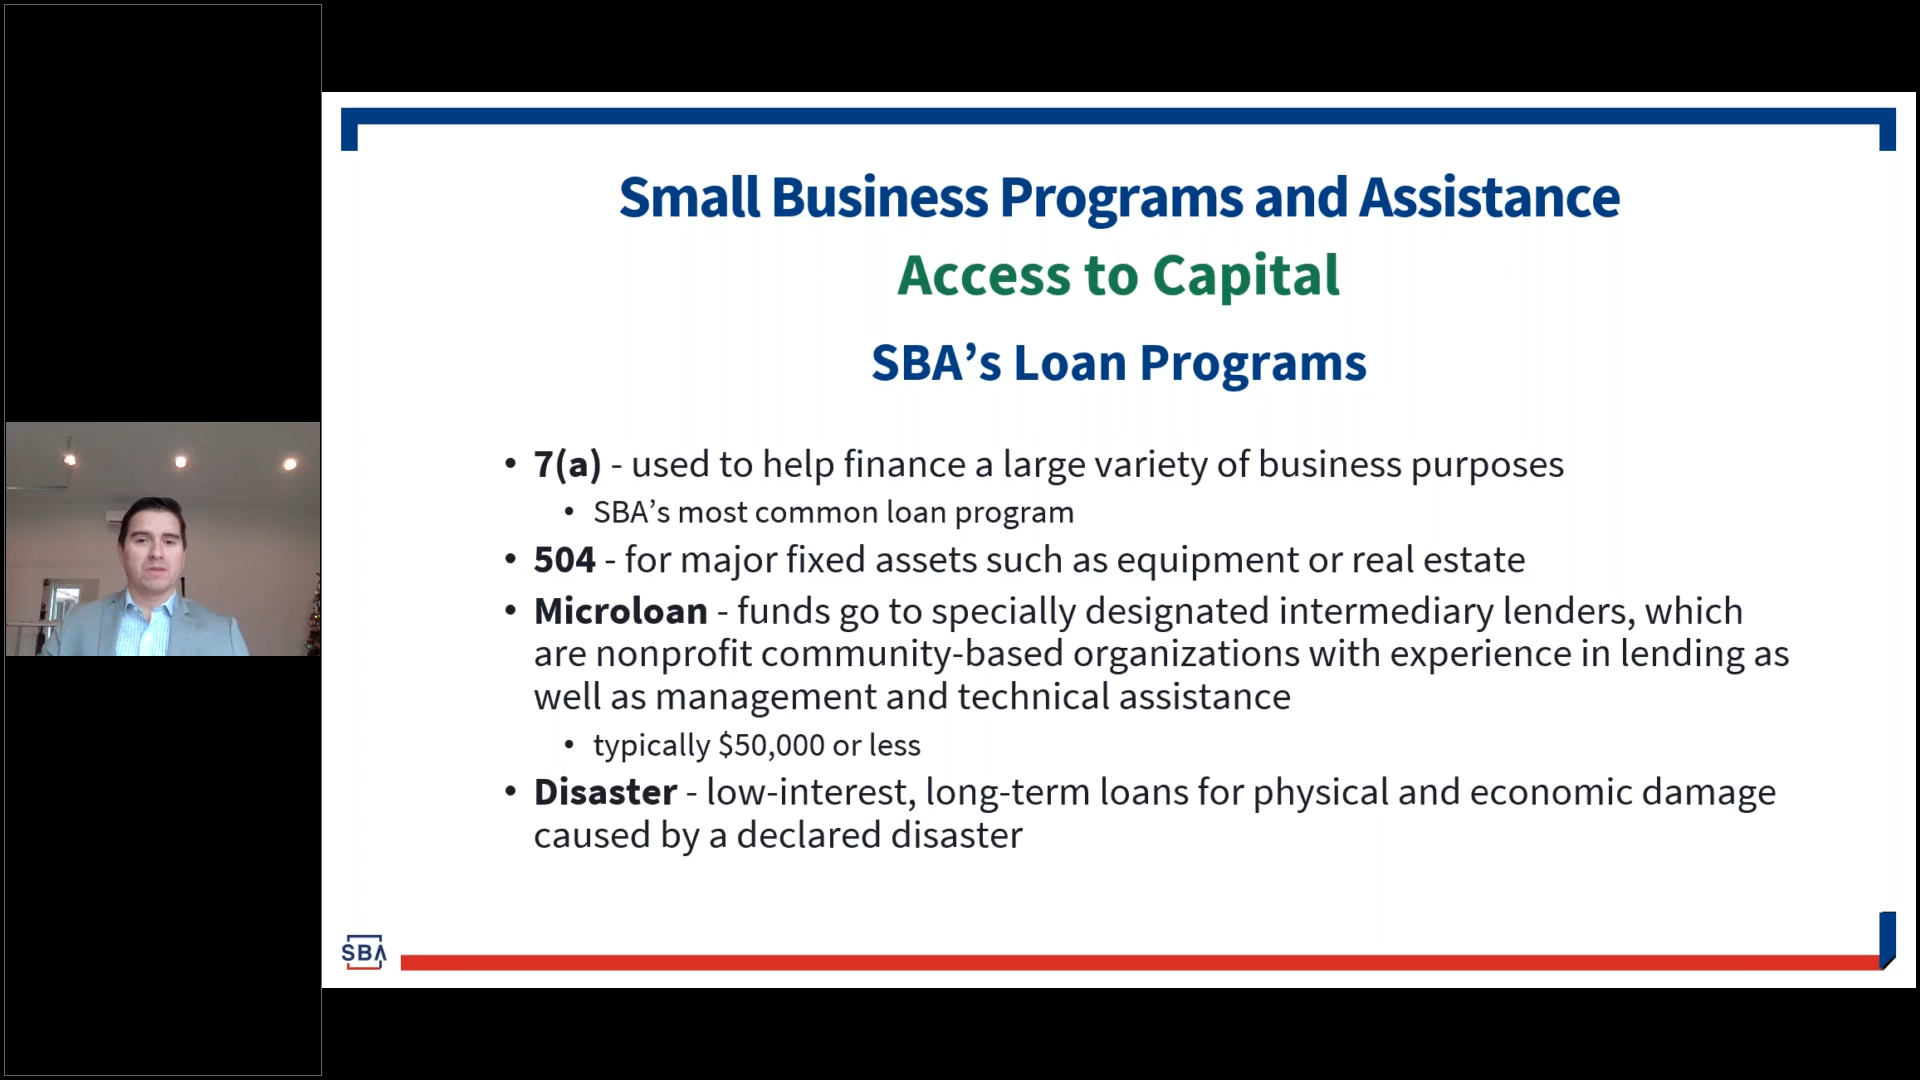 Small Business Programs and Assistance
Access to Capital
SBA’s Loan Programs
• 7(a) - used to help finance a large variety of business purposes
• SBA’s most common loan program
• 504 - for major fixed assets such as equipment or real estate
• Microloan - funds go to specially designated intermediary lenders, which
are nonprofit community-based organizations with experience in lending as
well as management and technical assistance
• typically $50,000 or less
• Disaster - low-interest, long-term loans for physical and economic damage
caused by a declared disaster
SBA